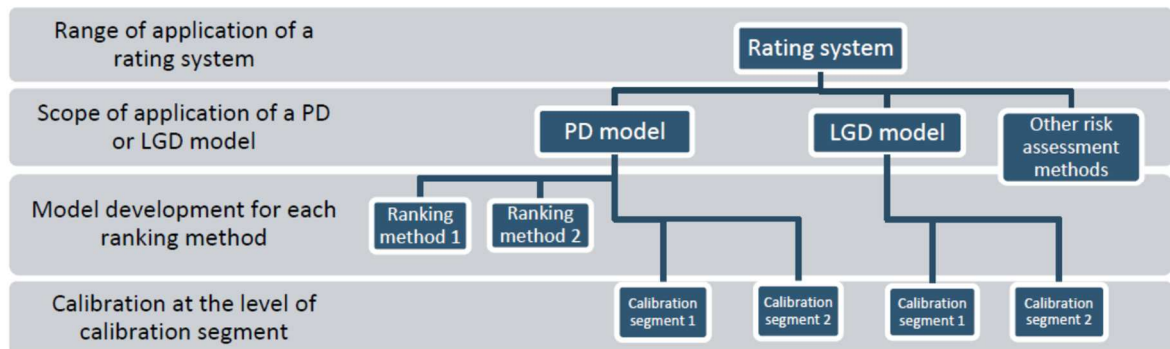 Range of application of a
rating system
Rating system
Scope of application of a PD
or LGD model
PD model
LGD model
Other risk
assessment
methods
Model development for each
ranking method
Ranking
method 1
Ranking
method 2
Calibration at the level of
calibration segment
Calibration
segment 1
Calibration
segment 2
Calibration
segment 1
Calibration
segment 2